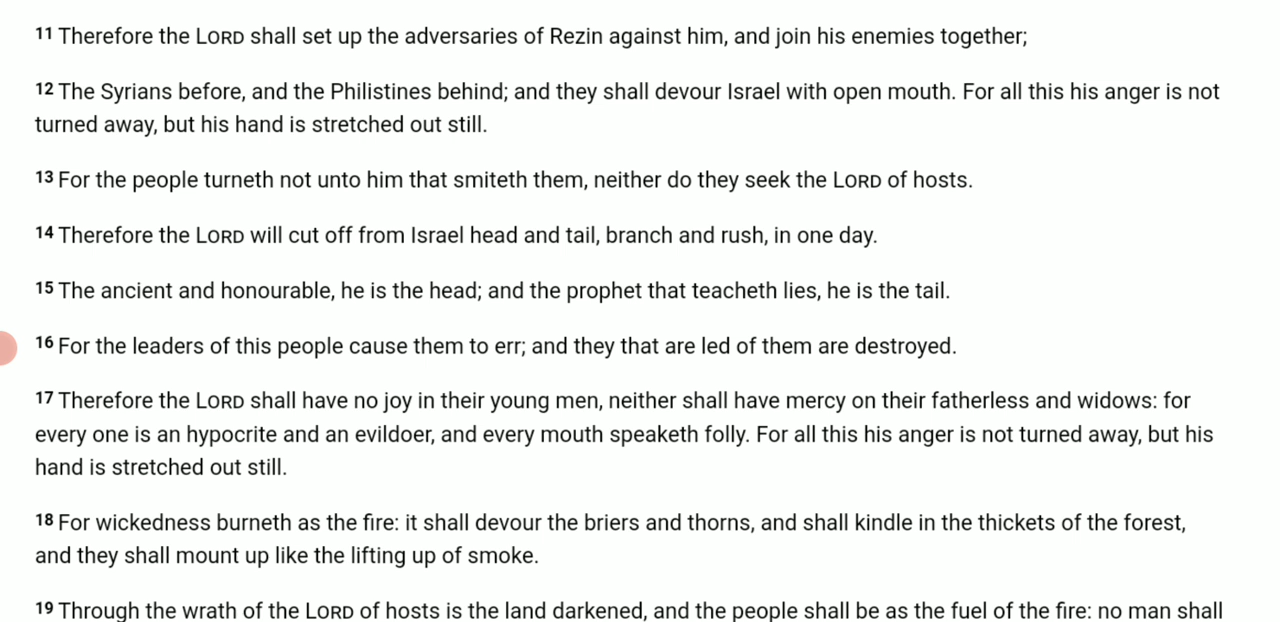 11 Therefore the LORD shall set up the adversaries of Rezin against him, and join his enemies together;
12 The Syrians before, and the Philistines behind; and they shall devour Israel with open mouth. For all this his anger is not
turned away, but his hand is stretched out still.
13 For the people turneth not unto him that smiteth them, neither do they seek the LORD of hosts.
14 Therefore the LORD will cut off from Israel head and tail, branch and rush, in one day.
15 The ancient and honourable, he is the head; and the prophet that teacheth lies, he is the tail.
16 For the leaders of this people cause them to err; and they that are led of them are destroyed.
17 Therefore the LORD shall have no joy in their young men, neither shall have mercy on their fatherless and widows: for
every one is an hypocrite and an evildoer, and every mouth speaketh folly. For all this his anger is not turned away, but his
hand is stretched out still.
18 For wickedness burneth as the fire: it shall devour the briers and thorns, and shall kindle in the thickets of the forest,
and they shall mount up like the lifting up of smoke.
19 Through the wrath of the LORD of hosts is the land darkened, and the people shall be as the fuel of the fire: no man shall